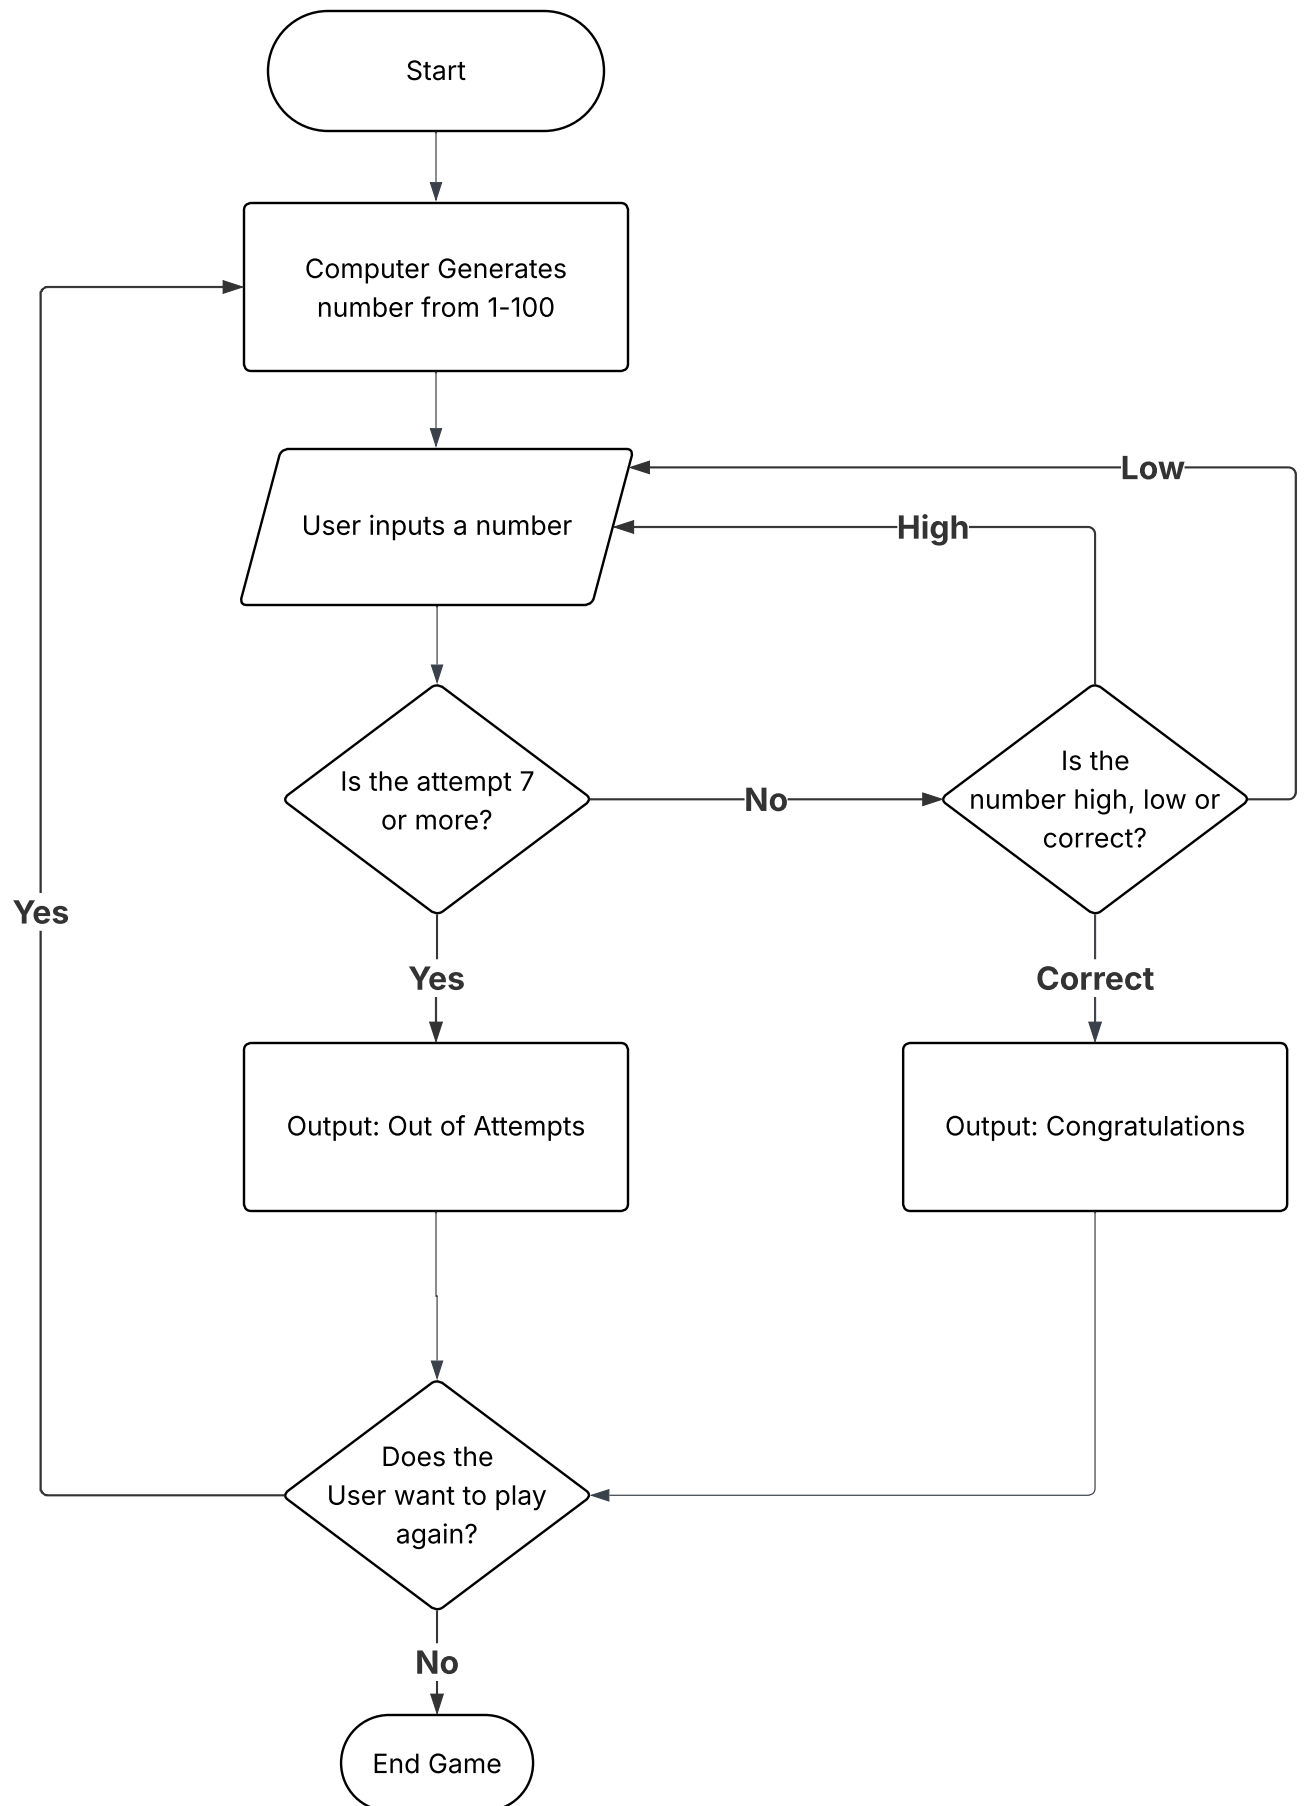 Start
Computer Generates
number from 1-100
Low
User inputs a number
High
Is the attempt 7
or more?
No
Is the
number high, low or
correct?
Yes
Yes
Correct
Output: Out of Attempts
Output: Congratulations
Does the
User want to play
again?
No
End Game